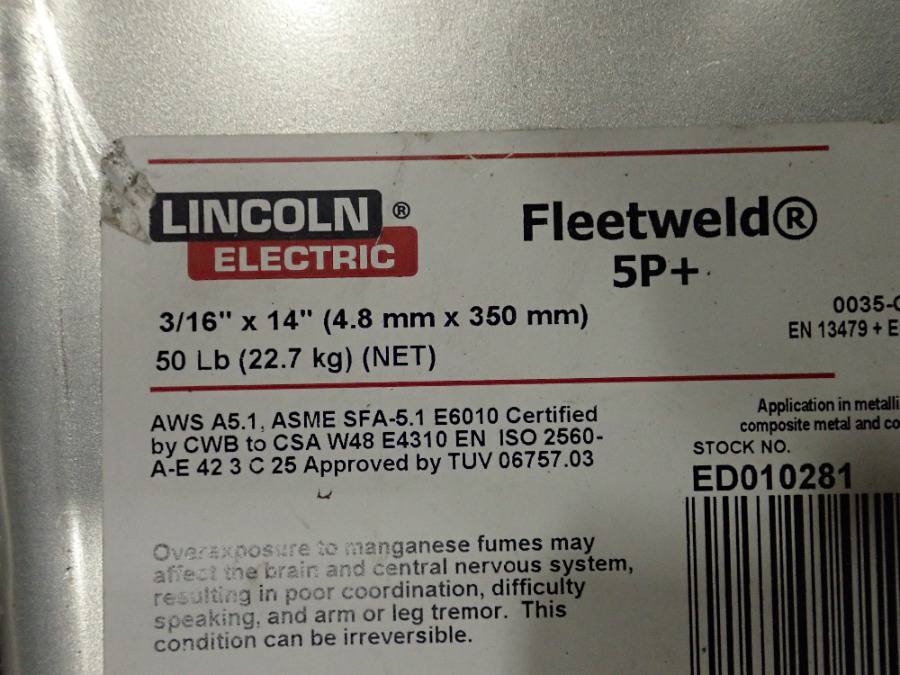 LINCOLN ®
ELECTRIC
Fleetweld®
5P+
3/16" x 14" (4.8 mm x 350 mm)
50 Lb (22.7 kg) (NET)
0035-
EN 13479 + E
AWS A5.1, ASME SFA-5.1 E6010 Certified
by CWB to CSA W48 E4310 EN ISO 2560-
A-E 42 3 C 25 Approved by TUV 06757.03
Application in metalli
composite metal and co
STOCK NO.
ED010281
Overexposure to manganese fumes may
affect the brain and central nervous system,
resulting in poor coordination, difficulty
speaking, and arm or leg tremor. This
condition can be irreversible.